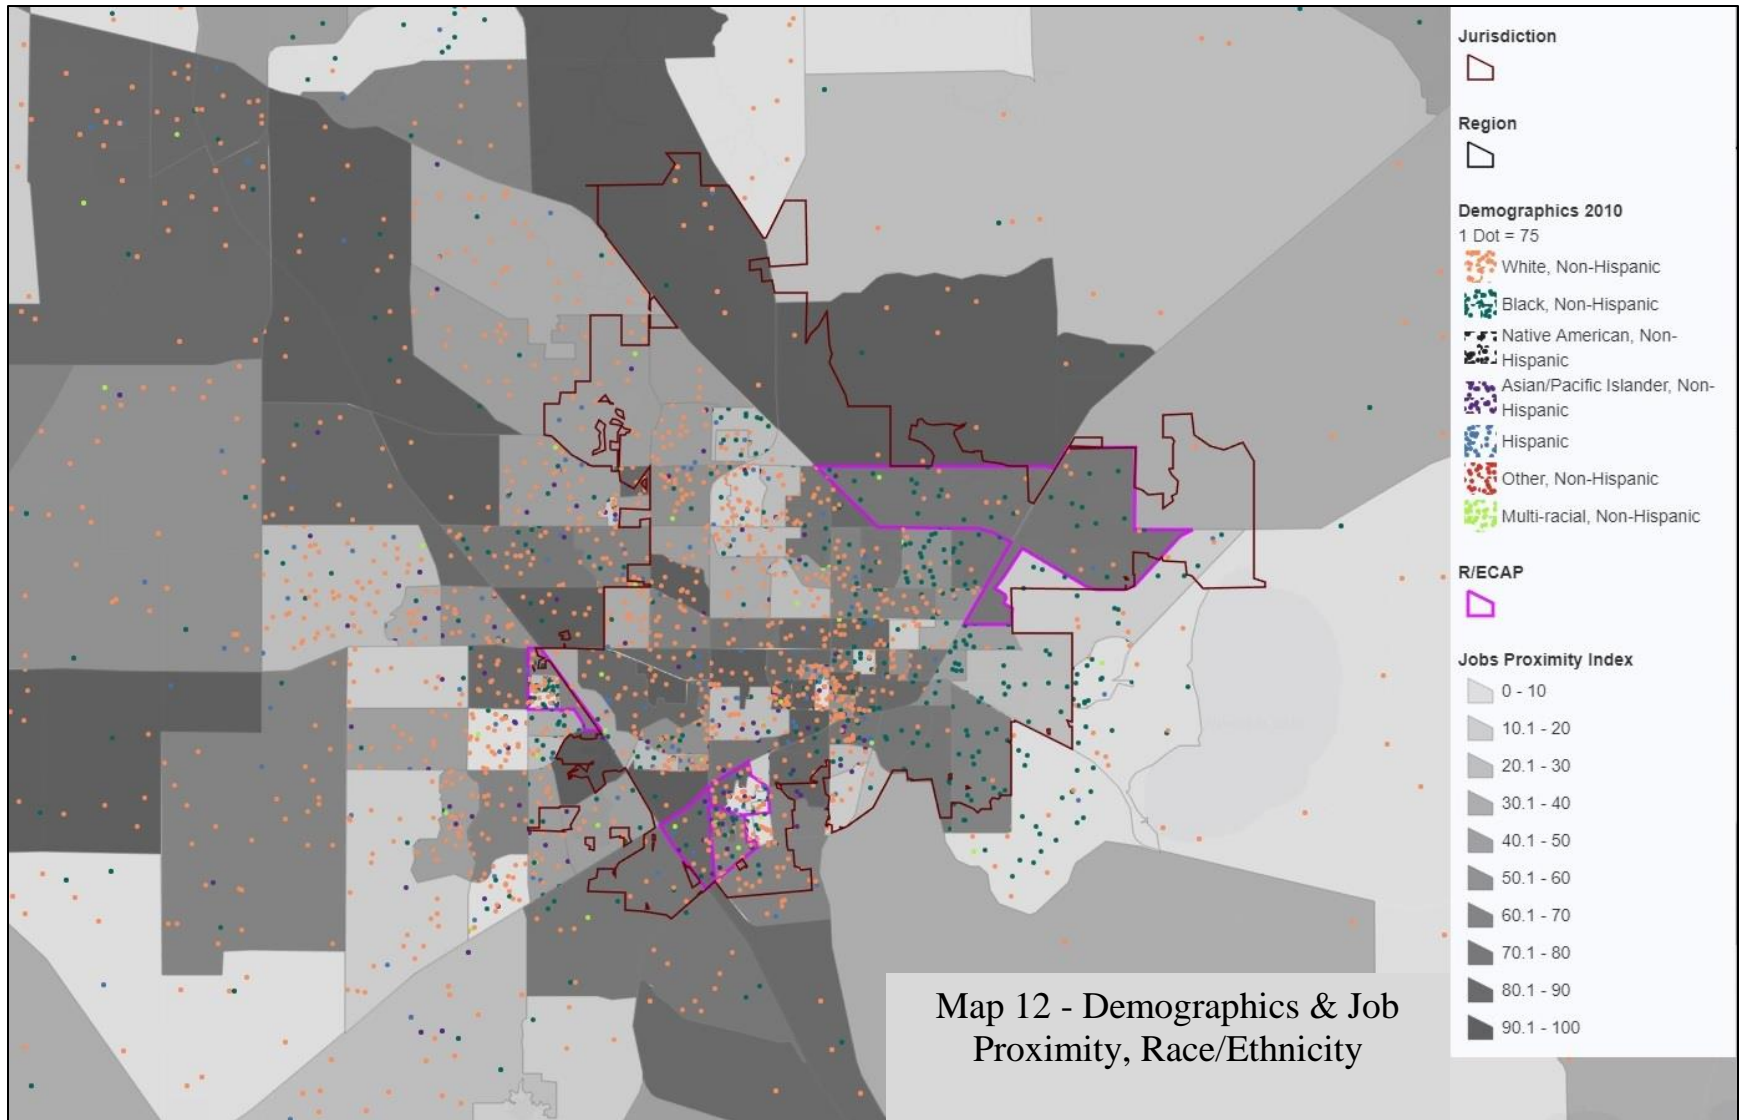 Jurisdiction
Region
Demographics 2010
1 Dot = 75
White, Non-Hispanic
Black, Non-Hispanic
Native American, Non-
Hispanic
Asian/Pacific Islander, Non-
Hispanic
Hispanic
Other, Non-Hispanic
Multi-racial, Non-Hispanic
R/ECAP
Jobs Proximity Index
0 - 10
10.1 - 20
20.1 - 30
30.1 - 40
40.1 - 50
50.1 - 60
60.1 - 70
70.1 - 80
80.1 - 90
90.1 - 100
Map 12 - Demographics & Job
Proximity, Race/Ethnicity